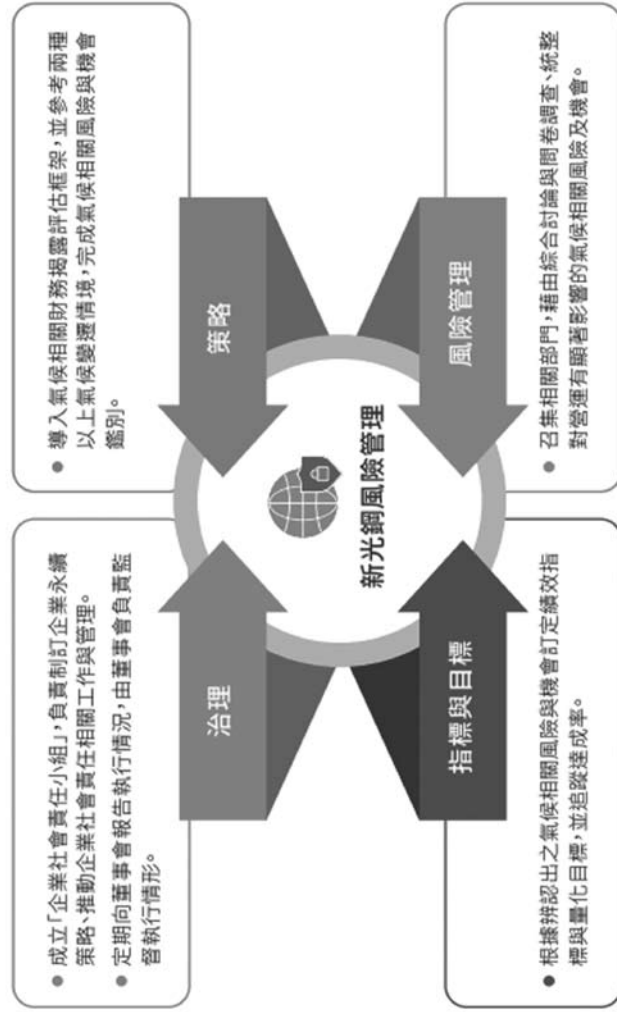 治理
成立「企業社會責任小組」,負責制訂企業永續
策略、推動企業社會責任相關工作與管理。
定期向董事會報告執行情況,由董事會負責監
督執行情形。
策略
導入氣候相關財務揭露評估框架,並參考兩種
以上氣候變遷情境,完成氣候相關風險與機會
鑑別。
新光鋼風險管理
指標與目標
根據辨認出之氣候相關風險與機會訂定績效指
標與量化目標,並追蹤達成率。
風險管理
召集相關部門,藉由綜合討論與問卷調查、統整
對營運有顯著影響的氣候相關風險及機會。